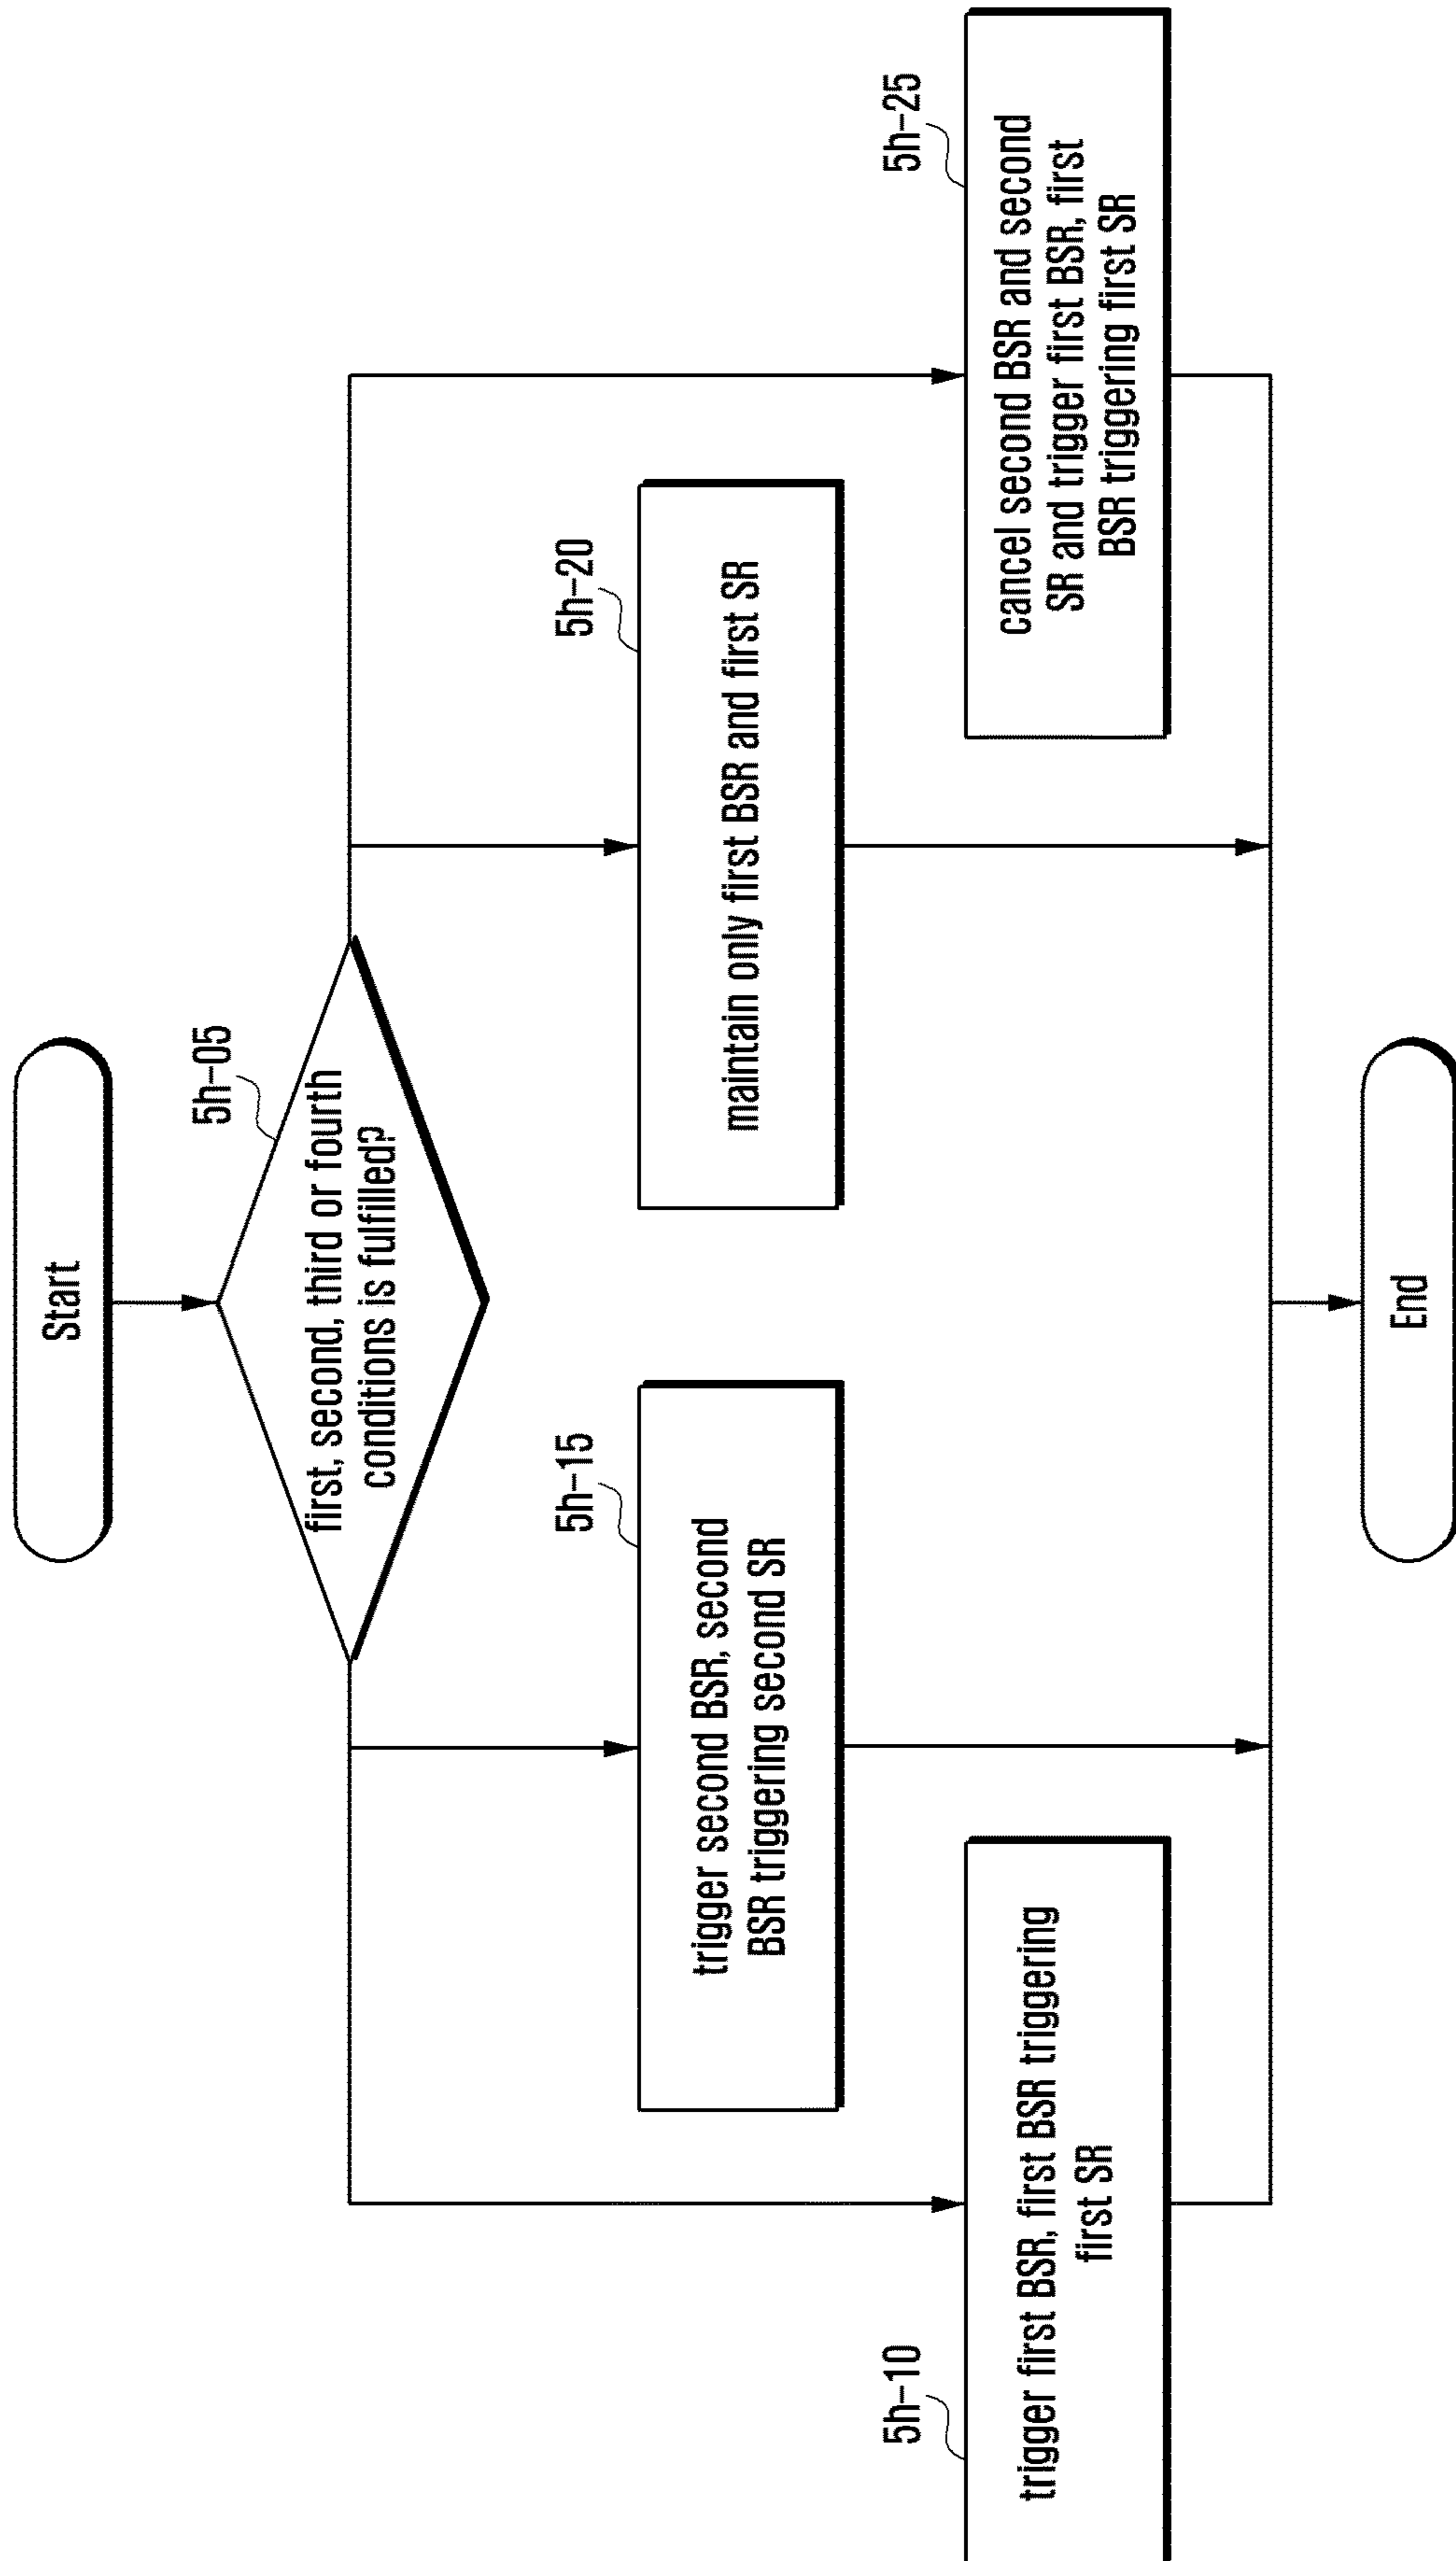 Start
5h-05
first, second, third or fourth
conditions is fulfilled?
5h-15
trigger second BSR, second
BSR triggering second SR
5h-20
maintain only first BSR and first SR
5h-10
trigger first BSR, first BSR triggering
first SR
5h-25
cancel second BSR and second
SR and trigger first BSR, first
BSR triggering first SR
End